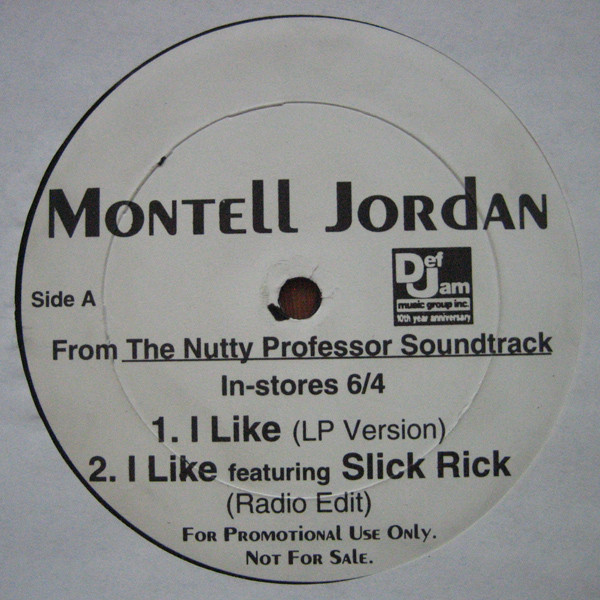 Montell Jordan
Def
Jam
music group inc.
10th year anniversary
Side A
From The Nutty Professor Soundtrack
In-stores 6/4
1. I Like (LP Version)
2. I Like featuring Slick Rick
(Radio Edit)
For Promotional Use Only.
Not For Sale.